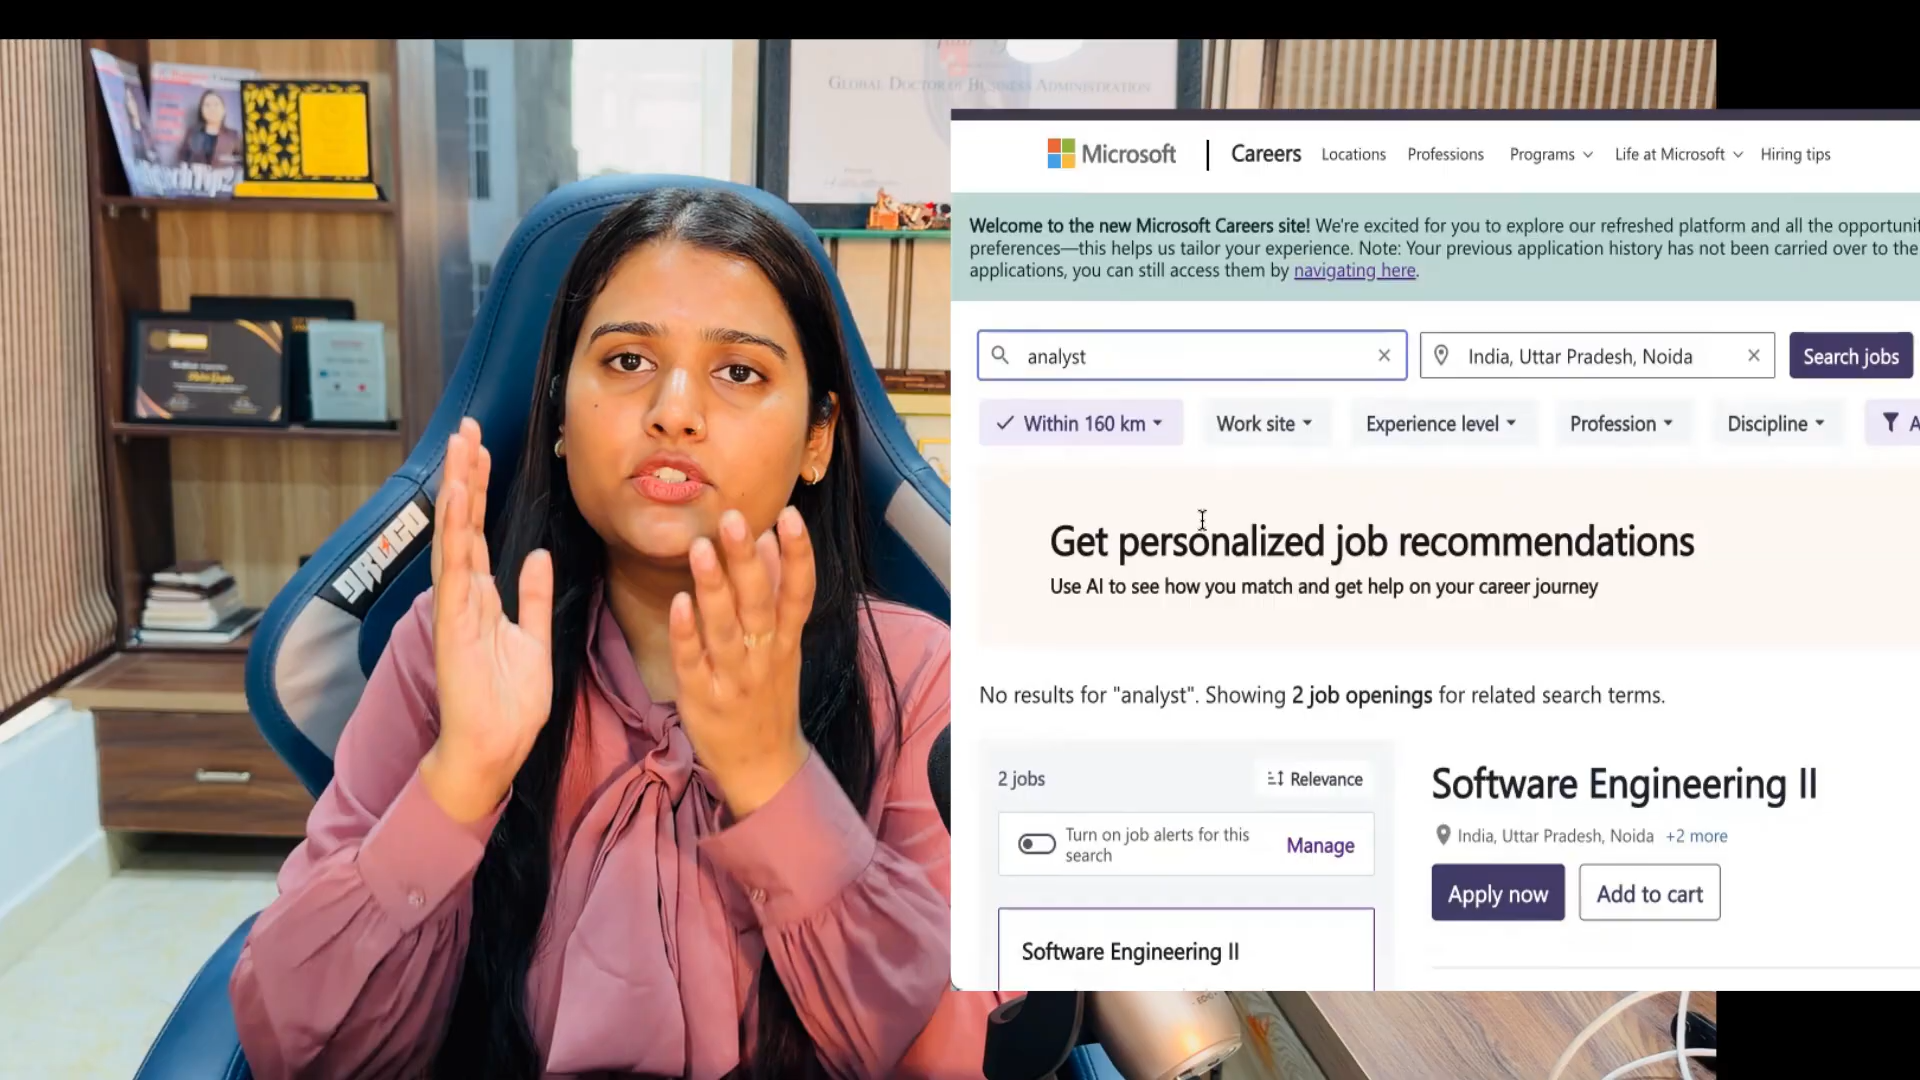 GLOBAL DOCTOR OF BUSINESS ADMINISTRATION
DROGO
Microsoft | Careers Locations Professions Programs Life at Microsoft Hiring tips
Welcome to the new Microsoft Careers site! We're excited for you to explore our refreshed platform and all the
preferences—this helps us tailor your experience. Note: Your previous application history has not been carried over to the
applications, you can still access them by navigating here.
analyst
India, Uttar Pradesh, Noida
Search jobs
Within 160 km Work site Experience level Profession Discipline
Get personalized job recommendations
Use AI to see how you match and get help on your career journey
No results for "analyst". Showing 2 job openings for related search terms.
2 jobs
Relevance
Turn on job alerts for this
search
Manage
Software Engineering II
Software Engineering II
India, Uttar Pradesh, Noida +2 more
Apply now
Add to cart